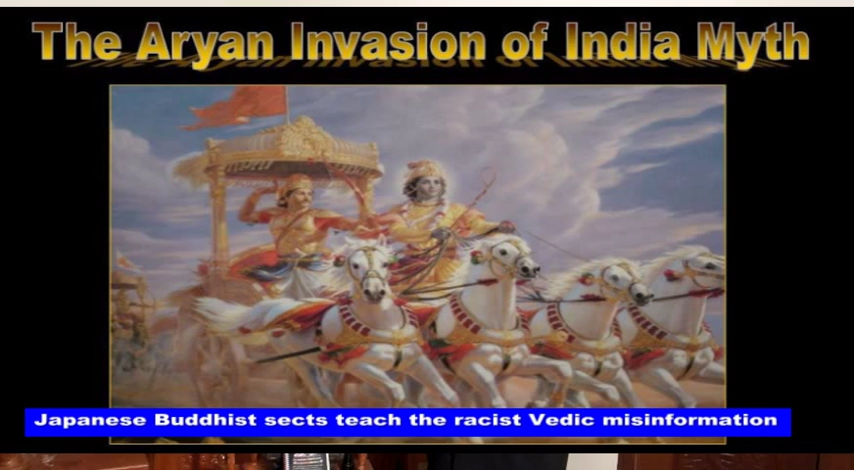 The Aryan Invasion of India Myth
Japanese Buddhist sects teach the racist Vedic misinformation